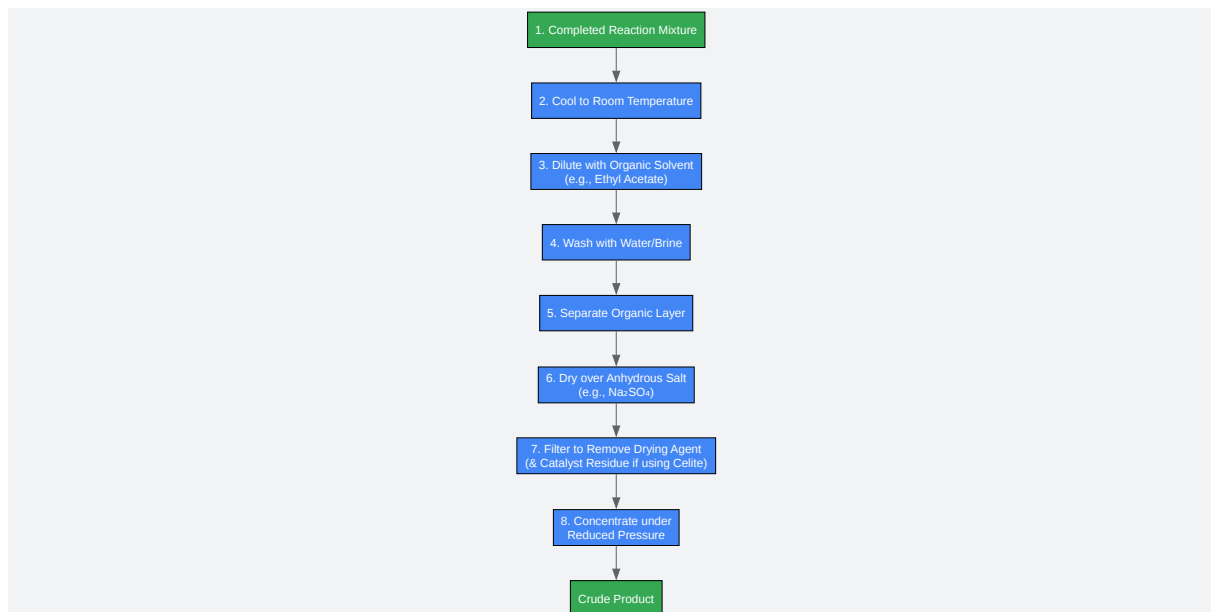 1. Completed Reaction Mixture
2. Cool to Room Temperature
3. Dilute with Organic Solvent
(e.g., Ethyl Acetate)
4. Wash with Water/Brine
5. Separate Organic Layer
6. Dry over Anhydrous Salt
(e.g., Na₂SO₄)
7. Filter to Remove Drying Agent
(& Catalyst Residue if using Celite)
8. Concentrate under
Reduced Pressure
Crude Product